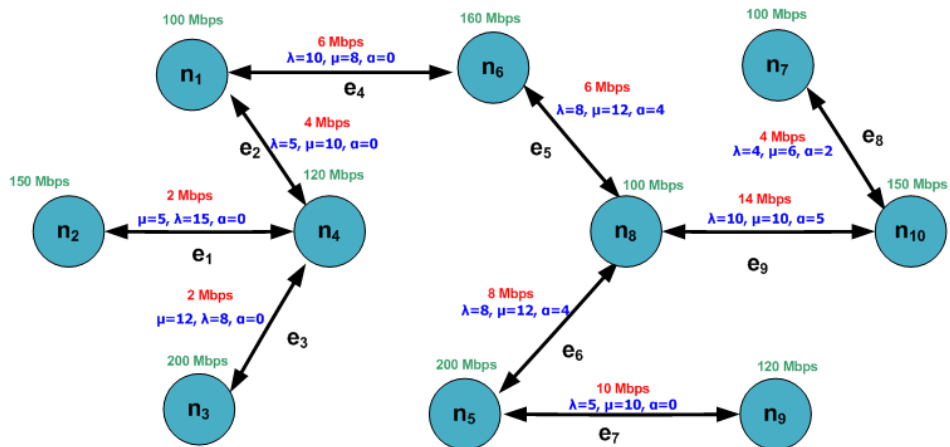 100 Mbps
n1
6 Mbps
λ=10, μ=8, α=0
e4
160 Mbps
n6
100 Mbps
n7
4 Mbps
λ=5, μ=10, α=0
e2
6 Mbps
λ=8, μ=12, α=4
e5
4 Mbps
λ=4, μ=6, α=2
e8
150 Mbps
n2
2 Mbps
μ=5, λ=15, α=0
e1
120 Mbps
n4
100 Mbps
n8
14 Mbps
λ=10, μ=10, α=5
e9
150 Mbps
n10
2 Mbps
μ=12, λ=8, α=0
e3
8 Mbps
λ=8, μ=12, α=4
e6
200 Mbps
n3
200 Mbps
n5
10 Mbps
λ=5, μ=10, α=0
e7
120 Mbps
n9